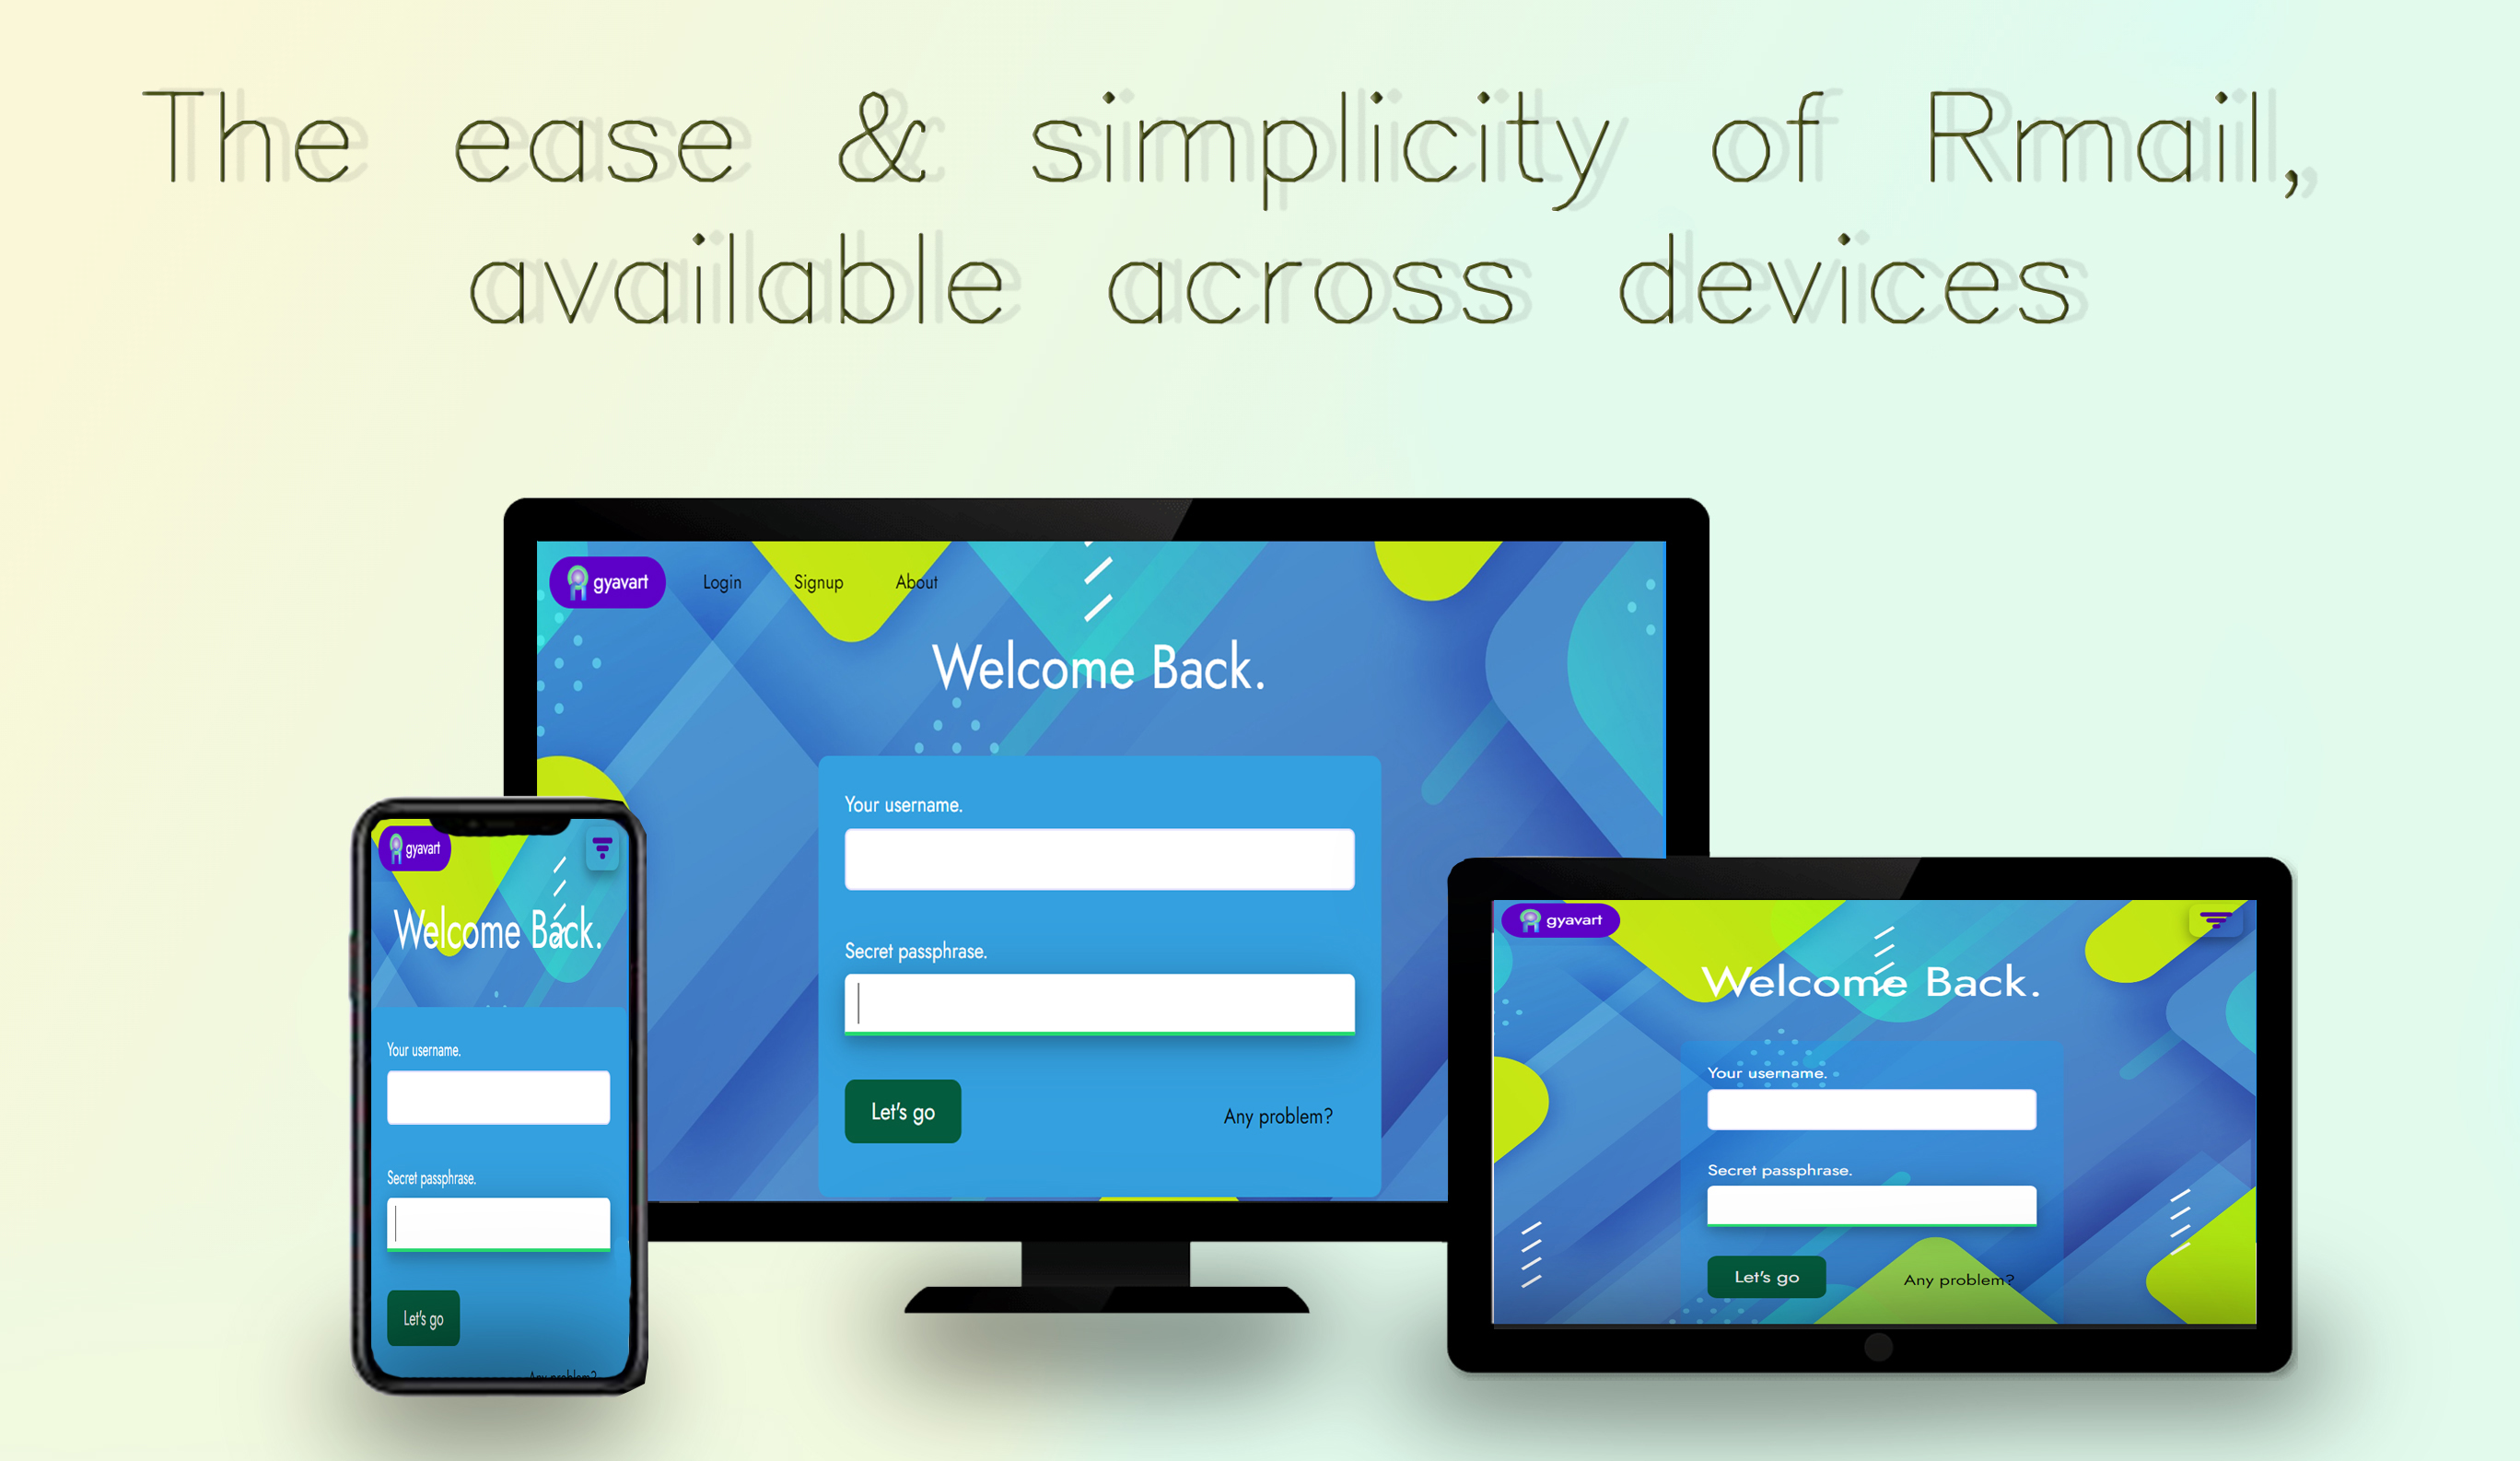 The ease & simplicity of Rmail,
available across devices
gyavart Login Signup About
Welcome Back.
Your username.
Secret passphrase.
Let's go Any problem?
gyavart
Welcome Back.
Your username.
Secret passphrase.
Let's go
Any problem?
gyavart
Welcome Back.
Your username.
Secret passphrase.
Let's go Any problem?